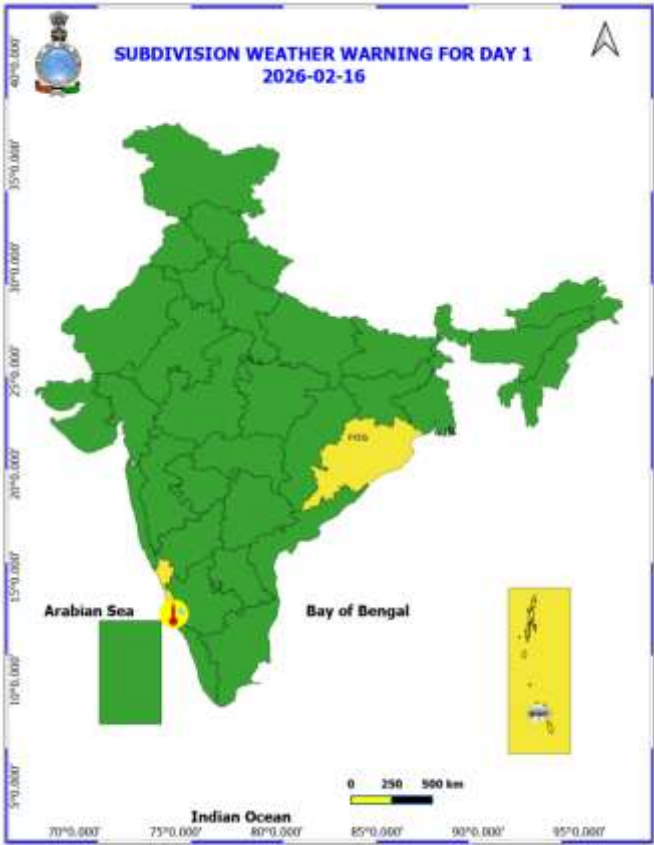 SUBDIVISION WEATHER WARNING FOR DAY 1
2026-02-16
40°0.000'
35°0.000'
30°0.000'
25°0.000'
20°0.000'
15°0.000'
10°0.000'
5°0.000'
FOG
Arabian Sea
Bay of Bengal
0 250 500 km
Indian Ocean
70°0.000' 75°0.000' 80°0.000' 85°0.000' 90°0.000' 95°0.000'